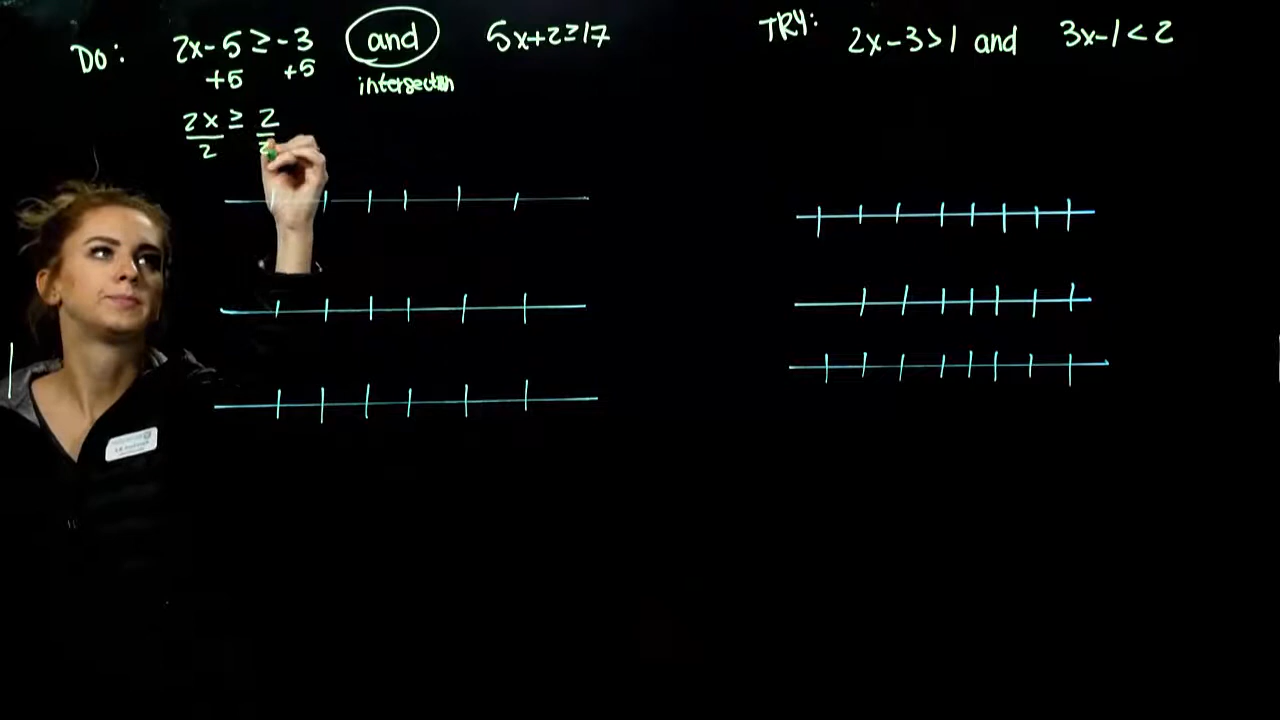 DO: 2x-5 ≥ -3 and 5x+2 ≥ 17
+5 +5 intersection
2x ≥ 2
2 2
TRY: 2x-3 > 1 and 3x-1 < 2